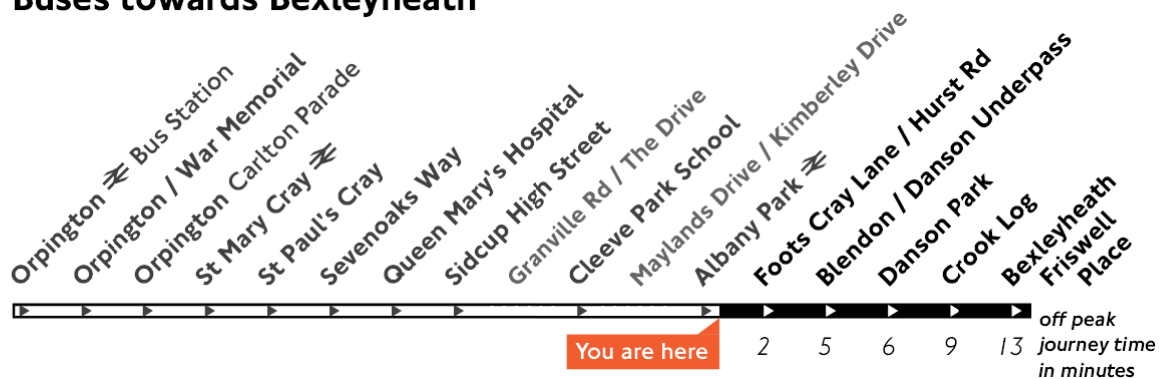 Buses towards Bexleyheath
Orpington Bus Station
Orpington / War Memorial
Orpington Carlton Parade
St Mary Cray
St Paul's Cray
Sevenoaks Way
Queen Mary's Hospital
Sidcup High Street
Granville Rd / The Drive
Cleeve Park School
Maylands Drive / Kimberley Drive
Albany Park
Foots Cray Lane / Hurst Rd
Blendon / Danson Underpass
Danson Park
Crook Log
Bexleyheath
Friswell
Place
You are here
2 5 6 9 13
off peak
journey time
in minutes